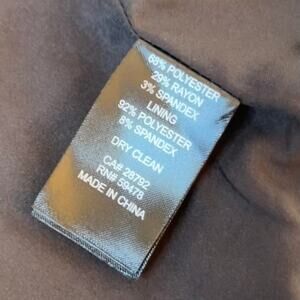 68% POLYESTER
29% RAYON
3% SPANDEX
LINING
92% POLYESTER
8% SPANDEX
DRY CLEAN
CA# 28792
RN# 59478
MADE IN CHINA